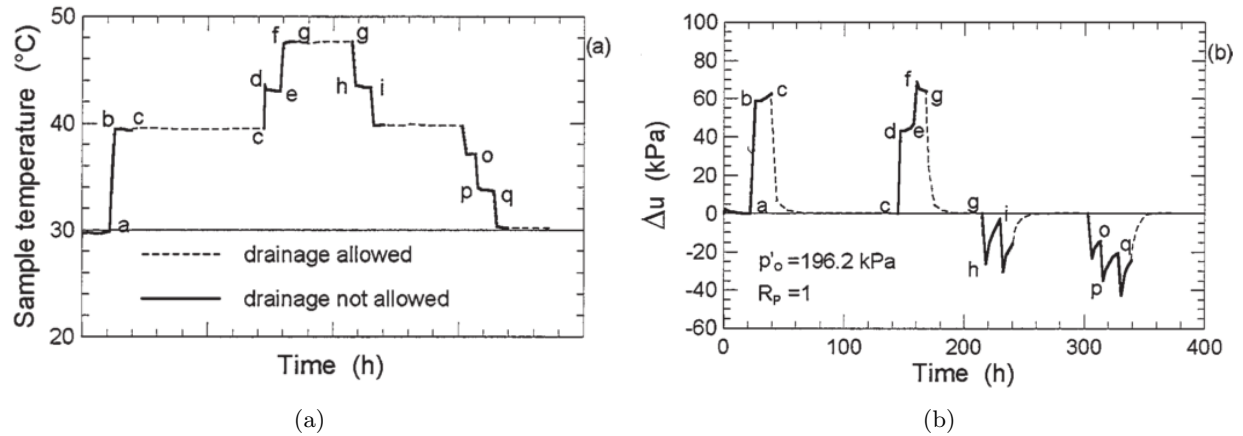 50
40
30
20
Sample temperature (°C)
Time (h)
(a)
a
b
c
c
d
e
f
q
g
h
i
o
p
q
drainage allowed
drainage not allowed
(a)
100
80
60
40
20
0
-20
-40
-60
0
100
200
300
400
Δu (kPa)
Time (h)
(b)
a
b
c
c
d
e
f
g
g
h
i
o
p
q
p'o =196.2 kPa
RP =1
(b)